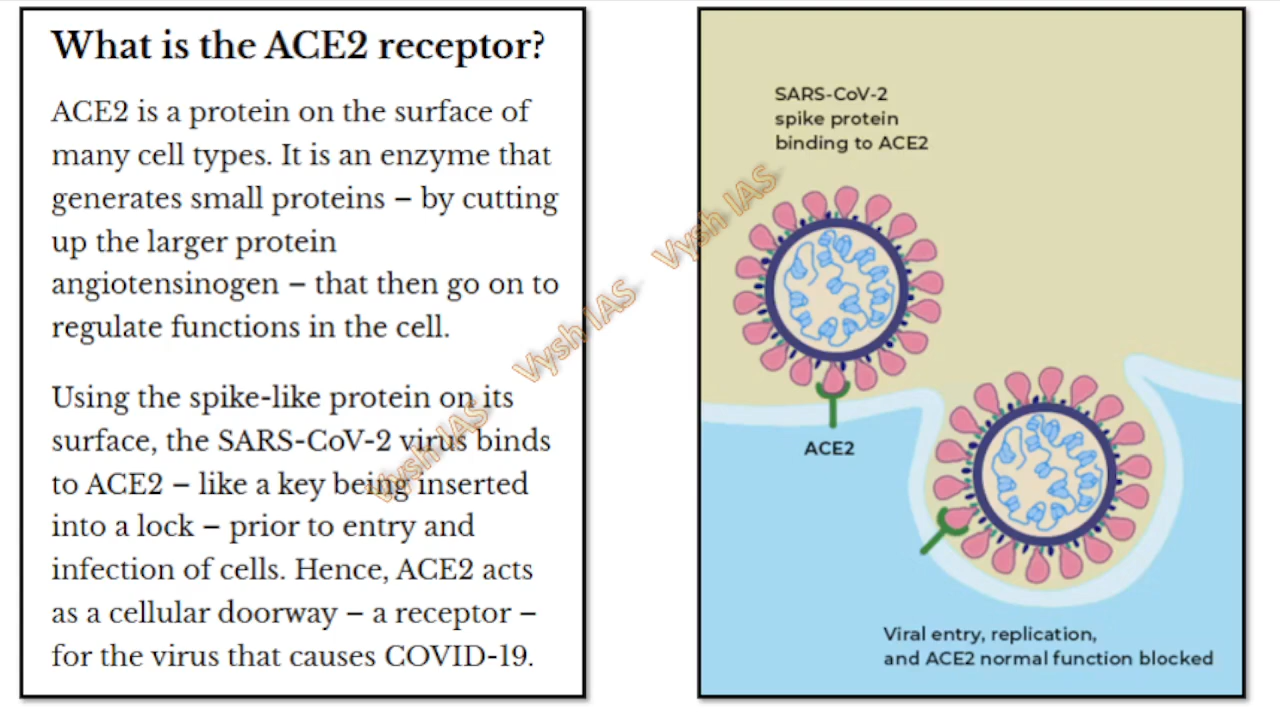 What is the ACE2 receptor?
ACE2 is a protein on the surface of
many cell types. It is an enzyme that
generates small proteins – by cutting
up the larger protein
angiotensinogen – that then go on to
regulate functions in the cell.
Using the spike-like protein on its
surface, the SARS-CoV-2 virus binds
to ACE2 – like a key being inserted
into a lock – prior to entry and
infection of cells. Hence, ACE2 acts
as a cellular doorway – a receptor –
for the virus that causes COVID-19.
Vysh IAS
Vysh IAS
Vysh IAS
SARS-CoV-2
spike protein
binding to ACE2
ACE2
Viral entry, replication,
and ACE2 normal function blocked